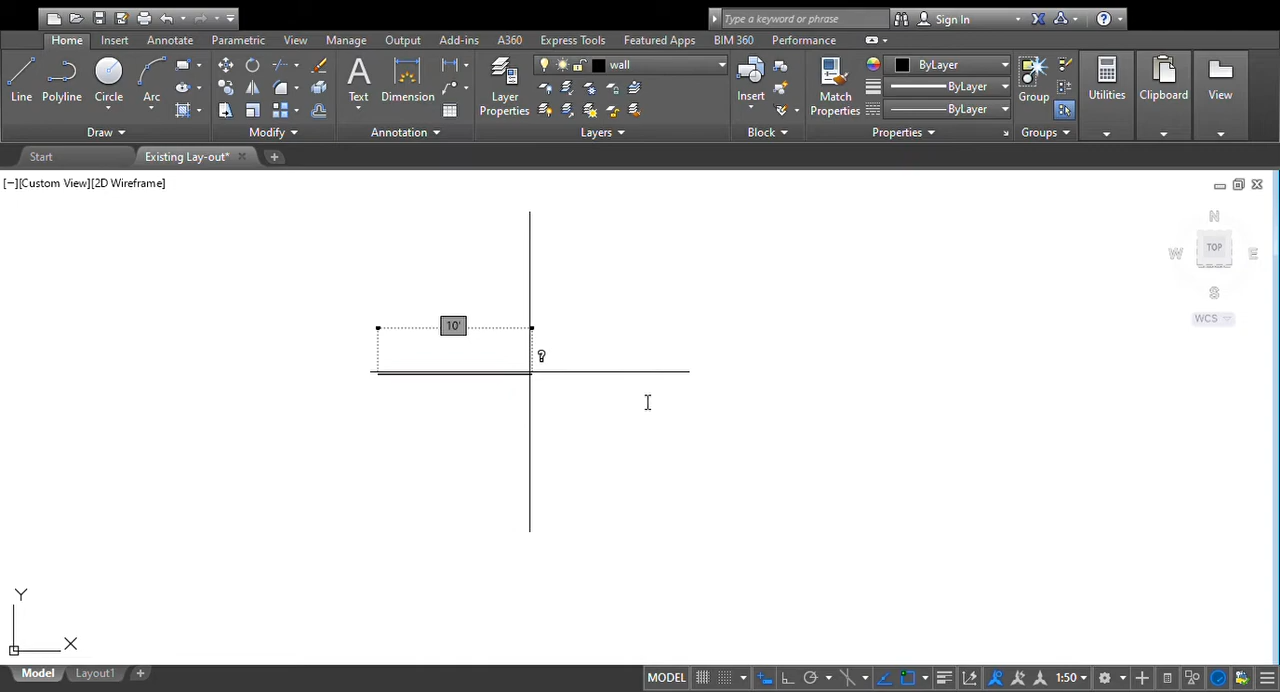 Type a keyword or phrase
Sign In
Home Insert Annotate Parametric View Manage Output Add-ins A360 Express Tools Featured Apps BIM 360 Performance
Line Polyline Circle Arc Text Dimension Layer Properties wall Insert Match Properties ByLayer ByLayer ByLayer Group Utilities Clipboard View
Draw Modify Annotation Layers Block Properties Groups
Start Existing Lay-out*
[−][Custom View][2D Wireframe]
N
W TOP E
S
WCS
10'
Y
X
Model Layout1 MODEL 1:50